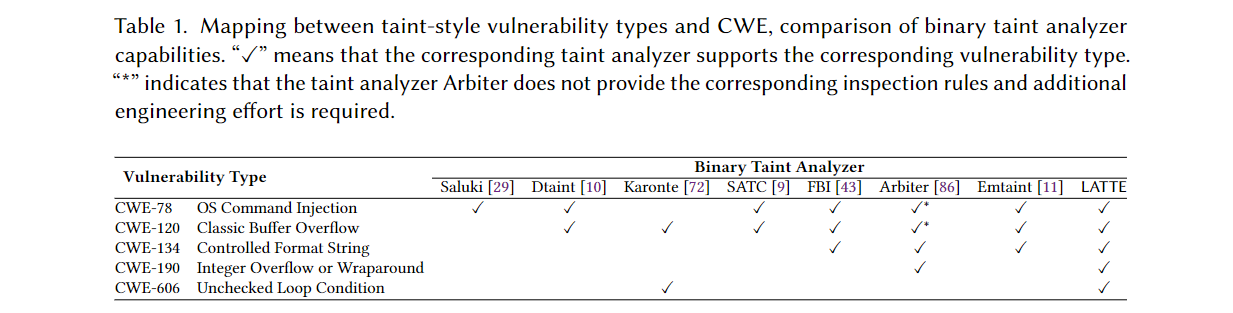 Table 1. Mapping between taint-style vulnerability types and CWE, comparison of binary taint analyzer
capabilities. “✓” means that the corresponding taint analyzer supports the corresponding vulnerability type.
“*” indicates that the taint analyzer Arbiter does not provide the corresponding inspection rules and additional
engineering effort is required.
Vulnerability Type Binary Taint Analyzer
Saluki [29] Dtaint [10] Karonte [72] SATC [9] FBI [43] Arbiter [86] Emtaint [11] LATTE
CWE-78 OS Command Injection ✓ ✓ ✓ ✓ ✓* ✓ ✓
CWE-120 Classic Buffer Overflow ✓ ✓ ✓ ✓ ✓* ✓ ✓
CWE-134 Controlled Format String ✓ ✓ ✓ ✓
CWE-190 Integer Overflow or Wraparound ✓ ✓
CWE-606 Unchecked Loop Condition ✓ ✓